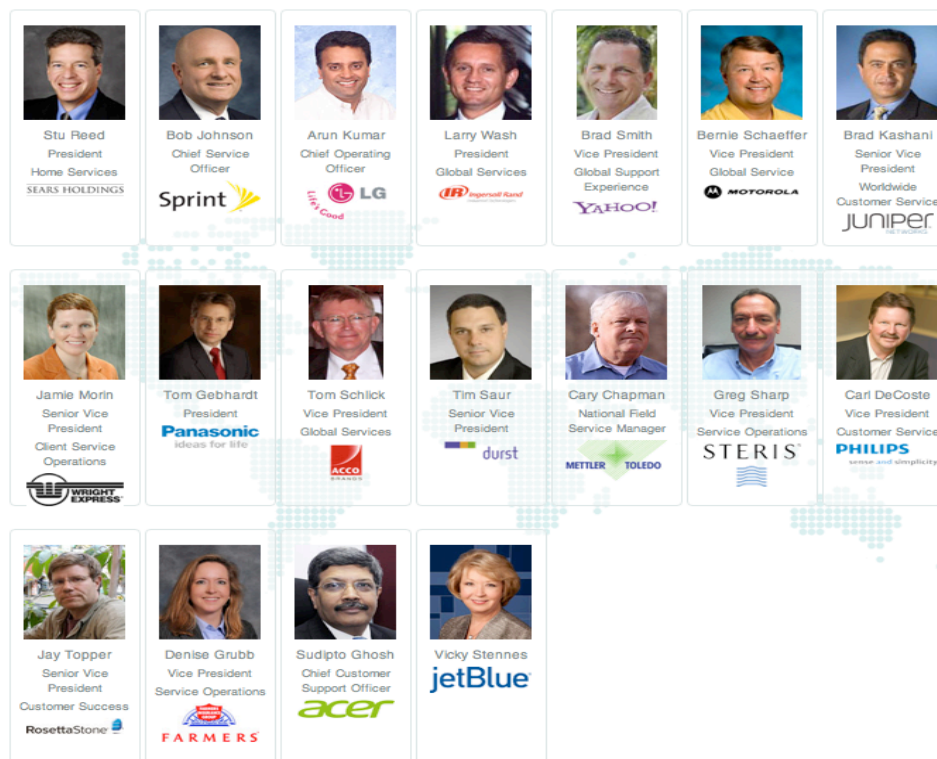 Stu Reed
President
Home Services
SEARS HOLDINGS
Bob Johnson
Chief Service
Officer
Sprint
Arun Kumar
Chief Operating
Officer
LG
Life's Good
Larry Wash
President
Global Services
IR Ingersoll Rand
Brad Smith
Vice President
Global Support
Experience
YAHOO!
Bernie Schaeffer
Vice President
Global Service
MOTOROLA
Brad Kashani
Senior Vice
President
Worldwide
Customer Service
JUNIPER
NETWORKS
Jamie Morin
Senior Vice
President
Client Service
Operations
WRIGHT
EXPRESS
Tom Gebhardt
President
Panasonic
ideas for life
Tom Schlick
Vice President
Global Services
ACCO
BRANDS
Tim Saur
Senior Vice
President
durst
Cary Chapman
National Field
Service Manager
METTLER TOLEDO
Greg Sharp
Vice President
Service Operations
STERIS®
Carl DeCoste
Vice President
Customer Service
PHILIPS
sense and simplicity
Jay Topper
Senior Vice
President
Customer Success
RosettaStone
Denise Grubb
Vice President
Service Operations
FARMERS
Sudipto Ghosh
Chief Customer
Support Officer
acer
Vicky Stennes
jetBlue